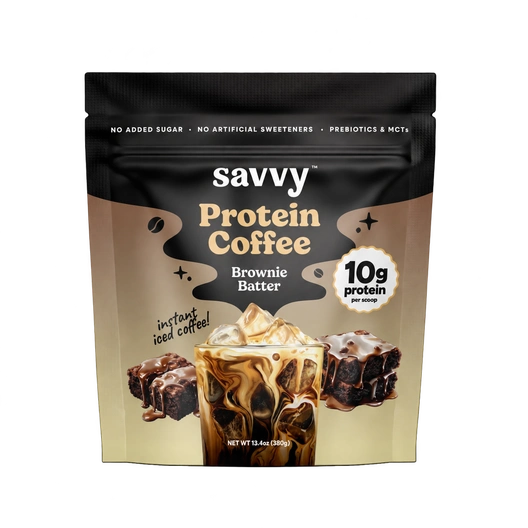 NO ADDED SUGAR • NO ARTIFICIAL SWEETENERS • PREBIOTICS & MCTs
savvy™
Protein
Coffee
Brownie
Batter
10g
protein
per scoop
instant
iced coffee!
NET WT 13.4oz (380g)